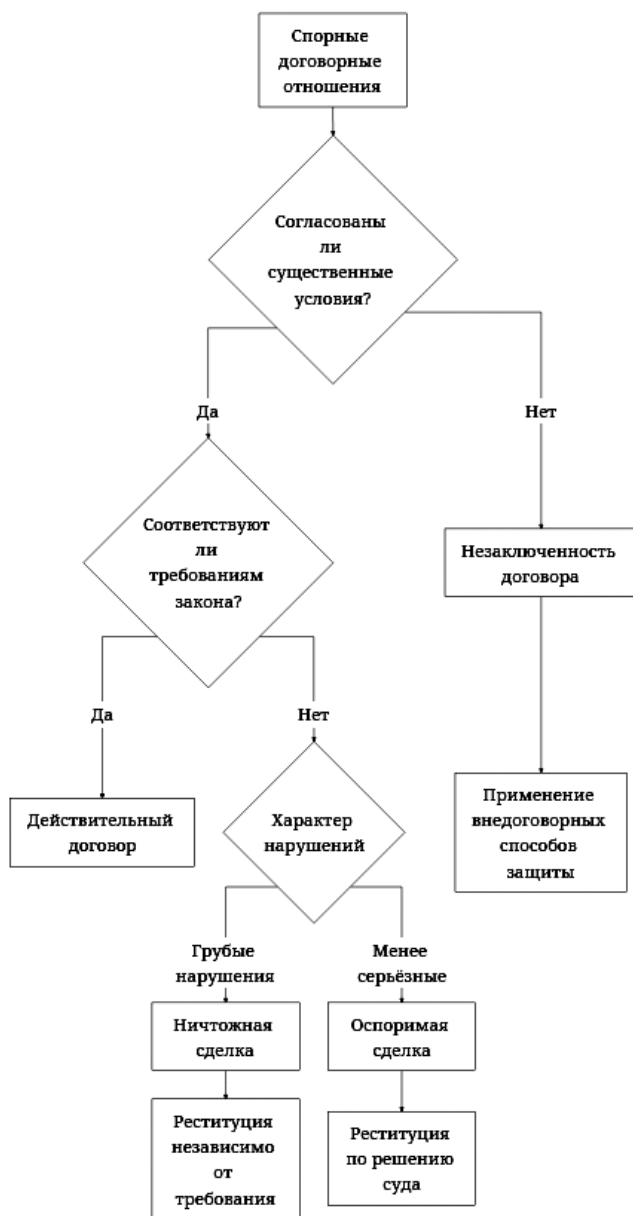 Спорные
договорные
отношения
Согласованы
ли
существенные
условия?
Да
Нет
Соответствуют
ли
требованиям
закона?
Незаключенность
договора
Да
Нет
Действительный
договор
Характер
нарушений
Применение
внедоговорных
способов
защиты
Грубые
нарушения
Менее
серьёзные
Ничтожная
сделка
Оспоримая
сделка
Реституция
независимо
от
требования
Реституция
по решению
суда